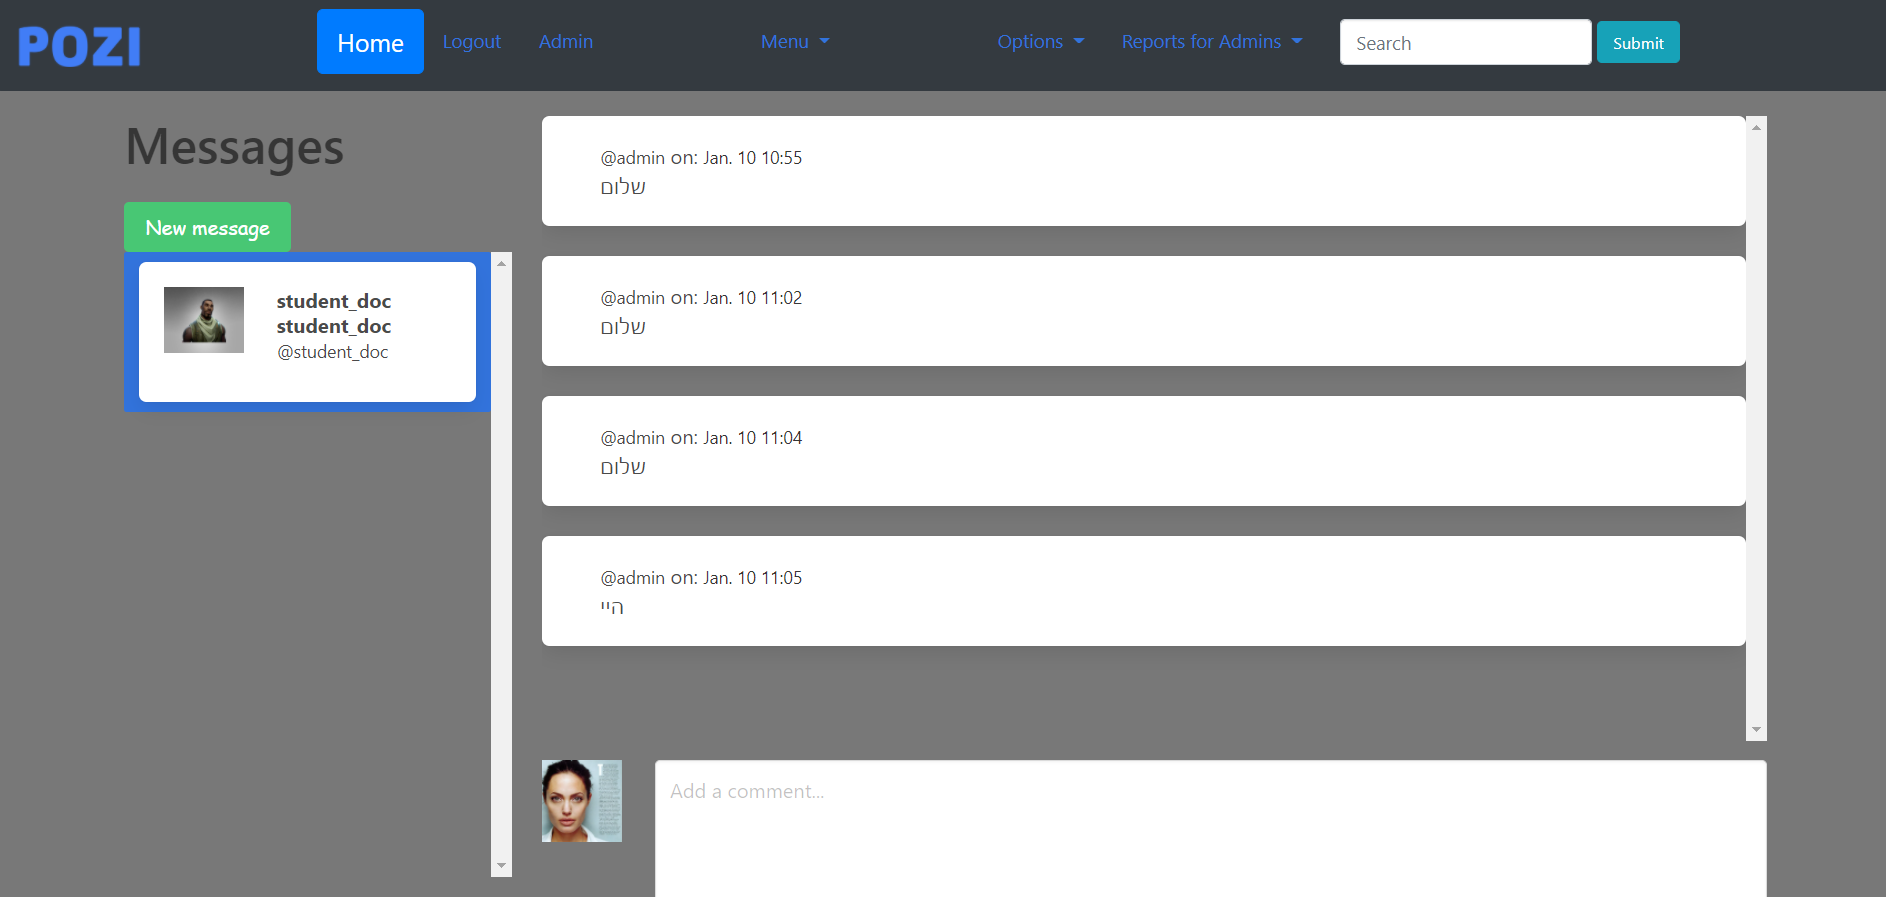 POZI
Home
Logout
Admin
Menu
Options
Reports for Admins
Search
Submit
Messages
New message
student_doc
student_doc
@student_doc
@admin on: Jan. 10 10:55
שלום
@admin on: Jan. 10 11:02
שלום
@admin on: Jan. 10 11:04
שלום
@admin on: Jan. 10 11:05
היי
Add a comment...